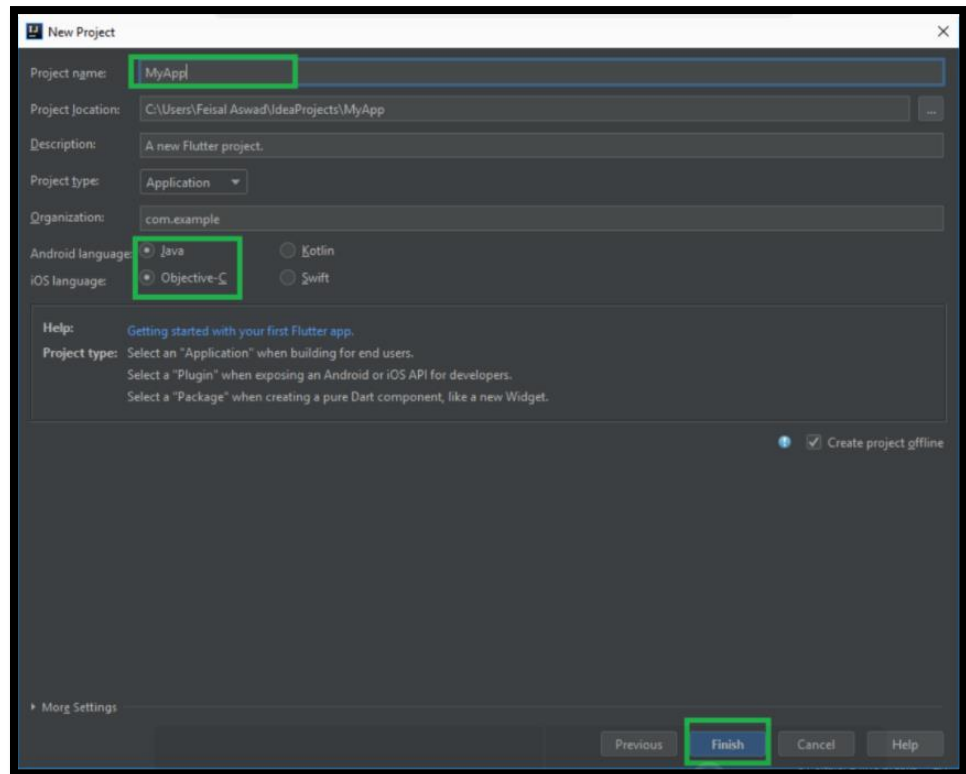 New Project
Project name: MyApp
Project location: C:\Users\Feisal Aswad\IdeaProjects\MyApp ...
Description: A new Flutter project.
Project type: Application
Organization: com.example
Android language: Java Kotlin
iOS language: Objective-C Swift
Help: Getting started with your first Flutter app.
Project type: Select an "Application" when building for end users.
Select a "Plugin" when exposing an Android or iOS API for developers.
Select a "Package" when creating a pure Dart component, like a new Widget.
Create project offline
More Settings
Previous Finish Cancel Help